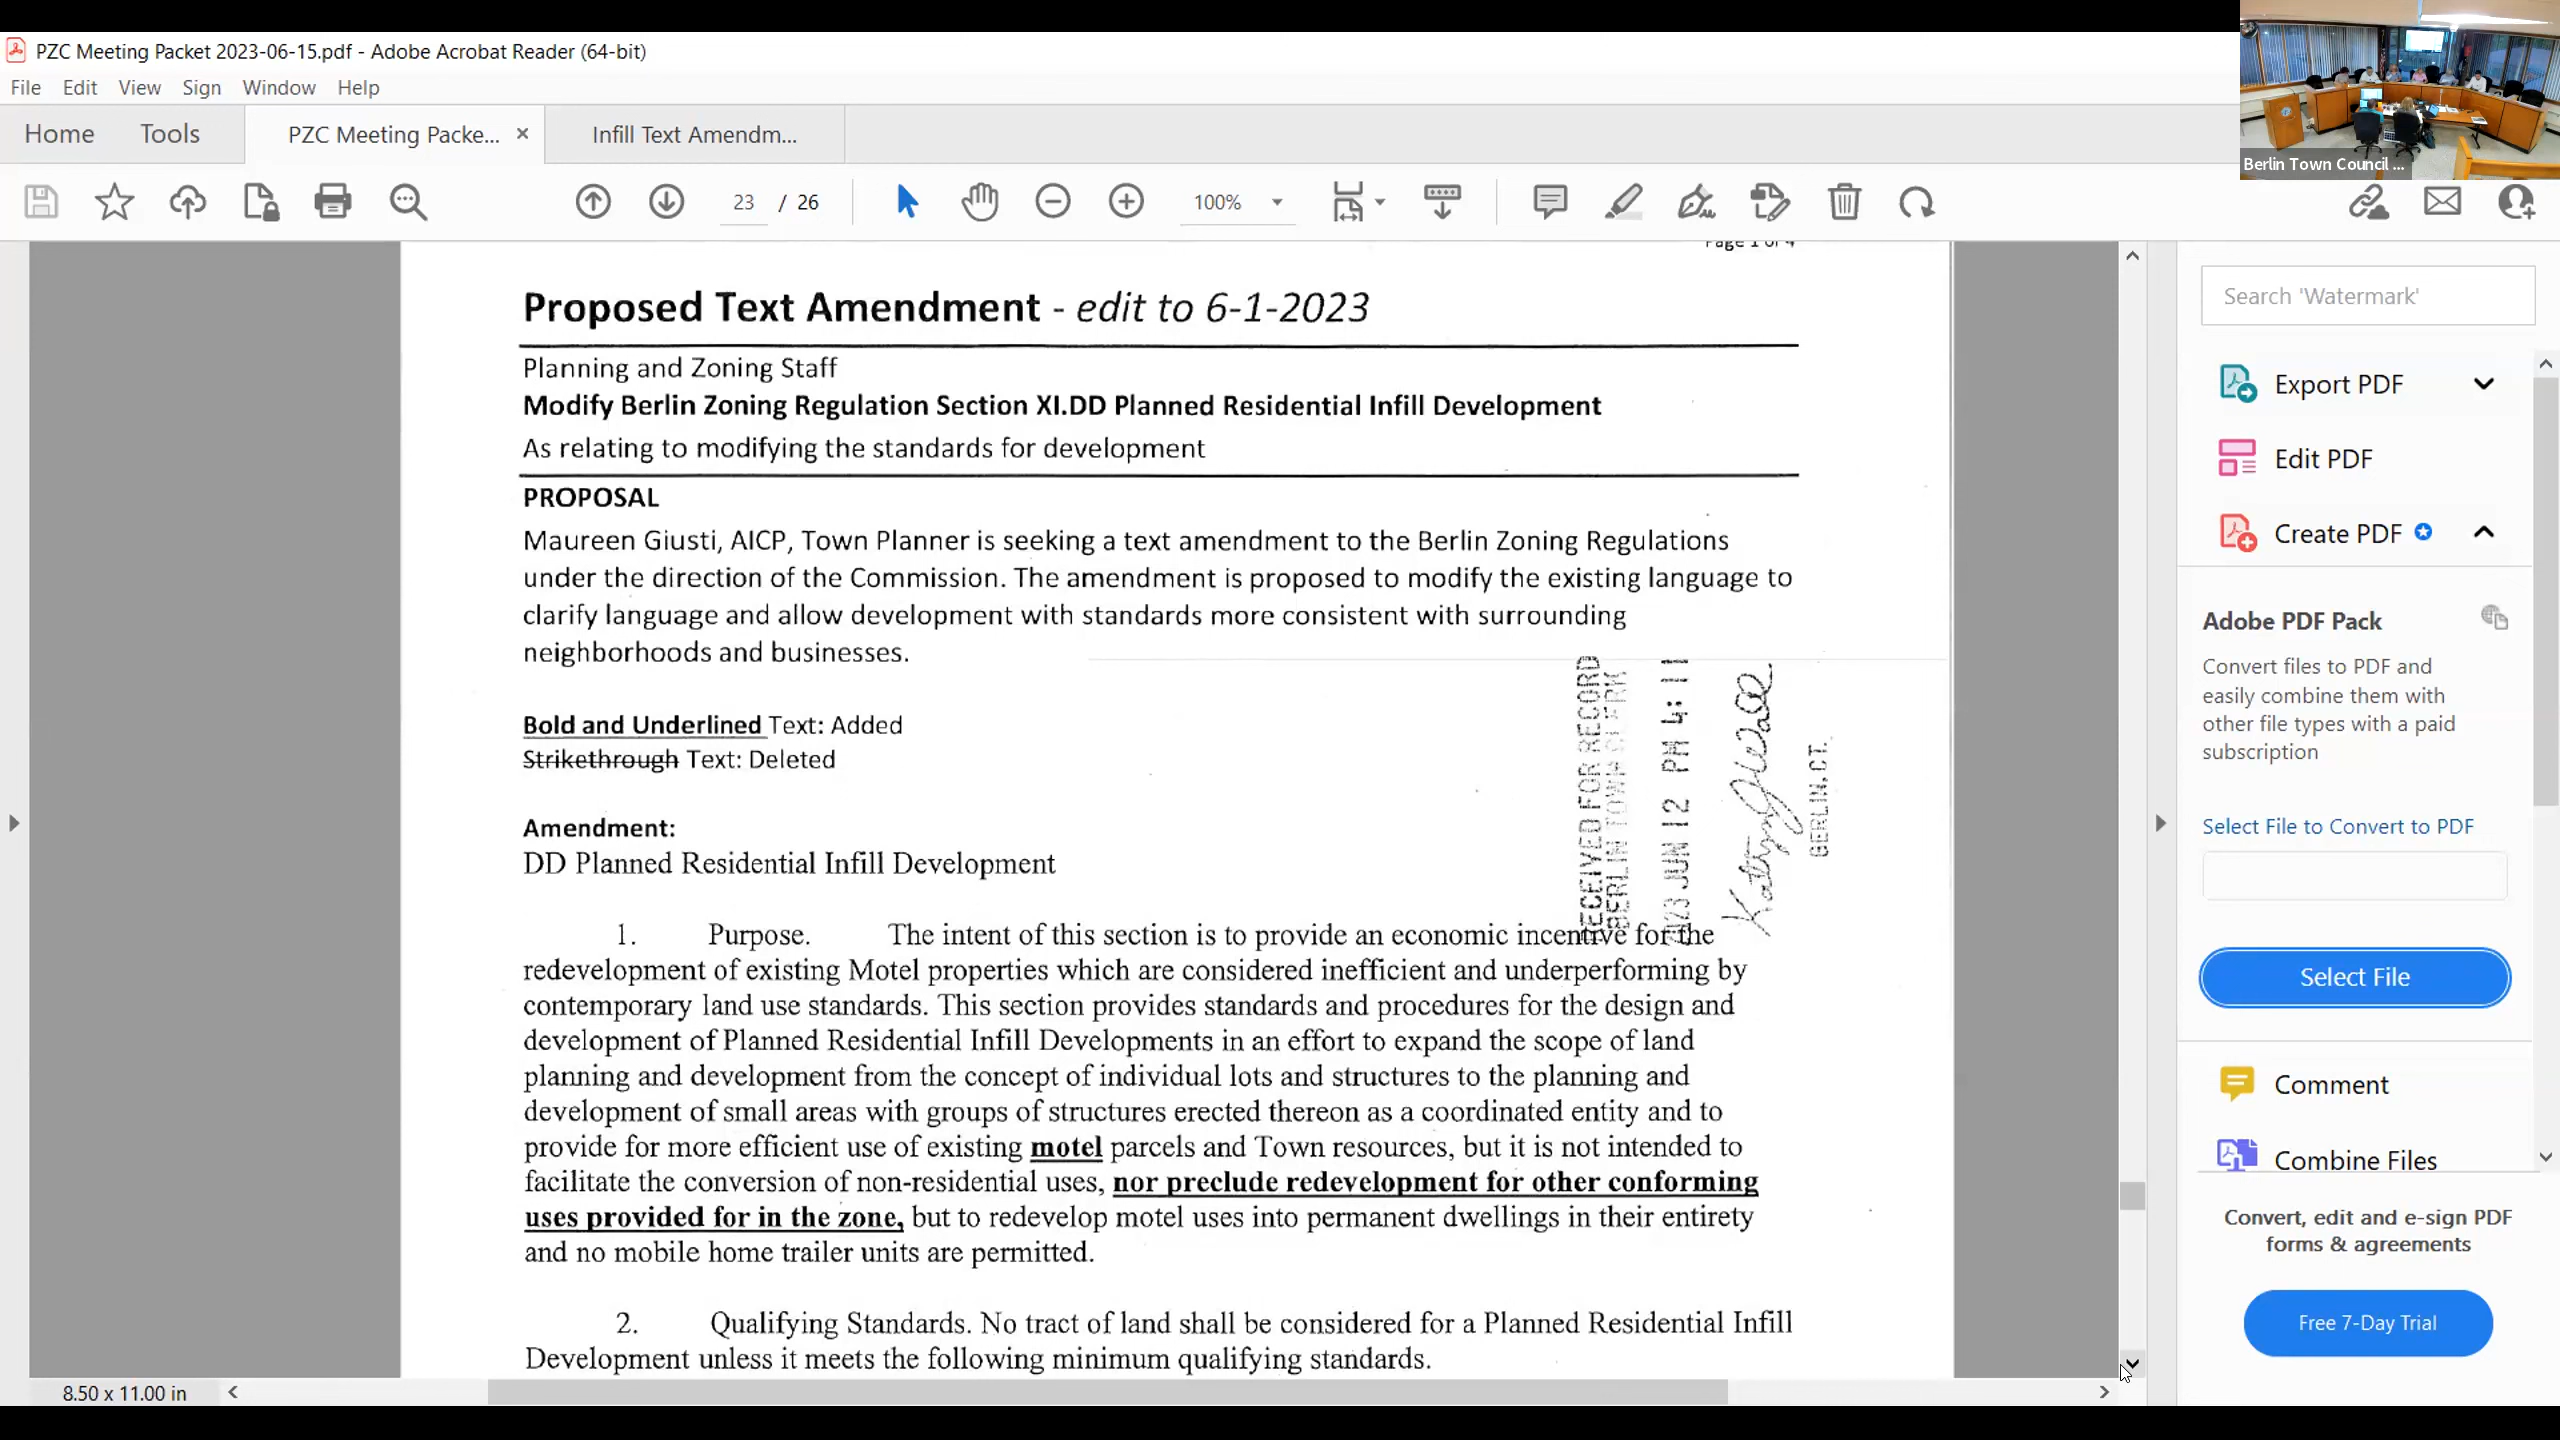 PZC Meeting Packet 2023-06-15.pdf - Adobe Acrobat Reader (64-bit)
File Edit View Sign Window Help
Home Tools PZC Meeting Packe... × Infill Text Amendm...
23 / 26 100%
Berlin Town Council ...
Page 1 of 4
Proposed Text Amendment - edit to 6-1-2023
Planning and Zoning Staff
Modify Berlin Zoning Regulation Section XI.DD Planned Residential Infill Development
As relating to modifying the standards for development
PROPOSAL
Maureen Giusti, AICP, Town Planner is seeking a text amendment to the Berlin Zoning Regulations
under the direction of the Commission. The amendment is proposed to modify the existing language to
clarify language and allow development with standards more consistent with surrounding
neighborhoods and businesses.
Bold and Underlined Text: Added
Strikethrough Text: Deleted
Amendment:
DD Planned Residential Infill Development
1. Purpose. The intent of this section is to provide an economic incentive for the
redevelopment of existing Motel properties which are considered inefficient and underperforming by
contemporary land use standards. This section provides standards and procedures for the design and
development of Planned Residential Infill Developments in an effort to expand the scope of land
planning and development from the concept of individual lots and structures to the planning and
development of small areas with groups of structures erected thereon as a coordinated entity and to
provide for more efficient use of existing motel parcels and Town resources, but it is not intended to
facilitate the conversion of non-residential uses, nor preclude redevelopment for other conforming
uses provided for in the zone, but to redevelop motel uses into permanent dwellings in their entirety
and no mobile home trailer units are permitted.
2. Qualifying Standards. No tract of land shall be considered for a Planned Residential Infill
Development unless it meets the following minimum qualifying standards.
FOR RECORD
BERLIN TOWN
JUN 12 PM 4:
BERLIN, CT.
8.50 x 11.00 in
Search 'Watermark'
Export PDF
Edit PDF
Create PDF
Adobe PDF Pack
Convert files to PDF and
easily combine them with
other file types with a paid
subscription
Select File to Convert to PDF
Select File
Comment
Combine Files
Convert, edit and e-sign PDF
forms & agreements
Free 7-Day Trial